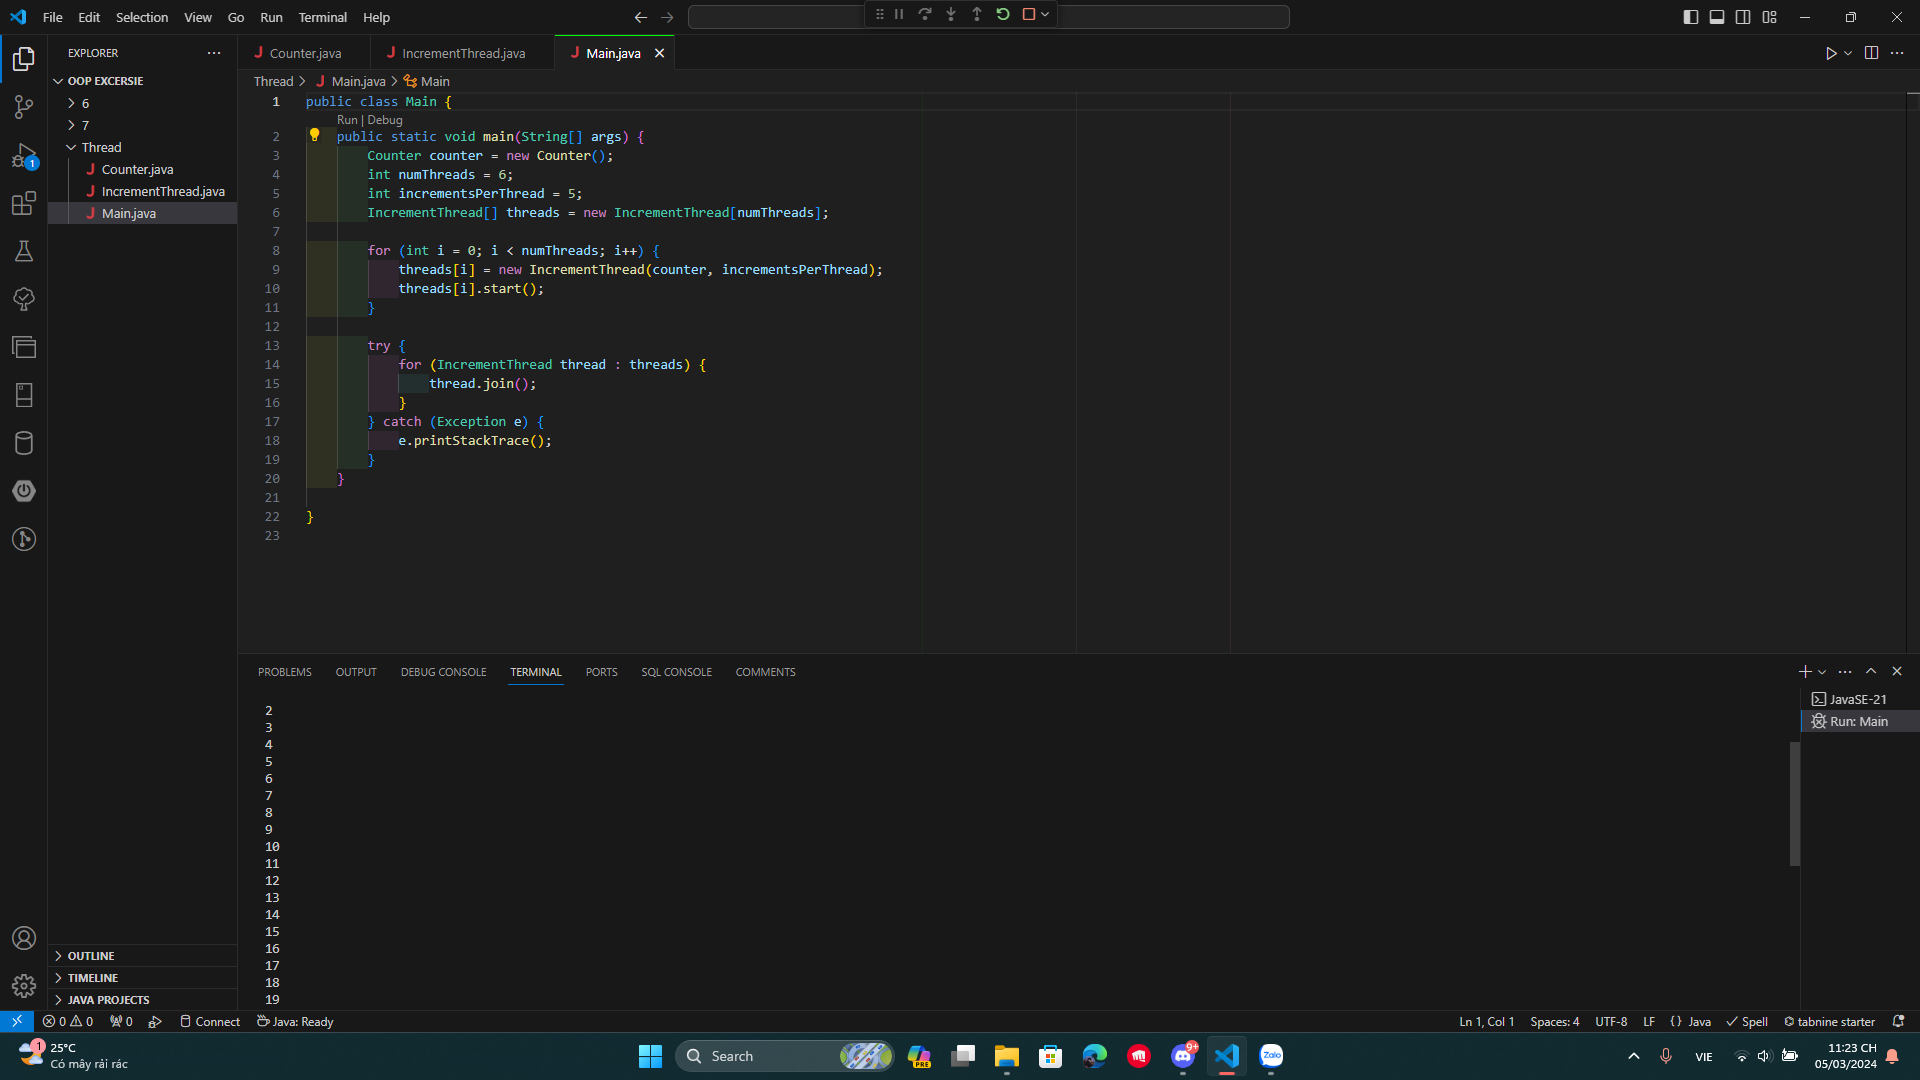 File Edit Selection View Go Run Terminal Help
EXPLORER
OOP EXCERSIE
6
7
Thread
Counter.java
IncrementThread.java
Main.java
OUTLINE
TIMELINE
JAVA PROJECTS
Counter.java IncrementThread.java Main.java
Thread > Main.java > Main
1 public class Main {
Run | Debug
2 public static void main(String[] args) {
3 Counter counter = new Counter();
4 int numThreads = 6;
5 int incrementsPerThread = 5;
6 IncrementThread[] threads = new IncrementThread[numThreads];
7
8 for (int i = 0; i < numThreads; i++) {
9 threads[i] = new IncrementThread(counter, incrementsPerThread);
10 threads[i].start();
11 }
12
13 try {
14 for (IncrementThread thread : threads) {
15 thread.join();
16 }
17 } catch (Exception e) {
18 e.printStackTrace();
19 }
20 }
21
22 }
23
PROBLEMS OUTPUT DEBUG CONSOLE TERMINAL PORTS SQL CONSOLE COMMENTS
2
3
4
5
6
7
8
9
10
11
12
13
14
15
16
17
18
19
JavaSE-21
Run: Main
1
0 0 0 Connect Java: Ready
Ln 1, Col 1 Spaces: 4 UTF-8 LF {} Java Spell tabnine starter
1
25°C
Có mây rải rác
Search
PRE
9+
Zalo
VIE
11:23 CH
05/03/2024